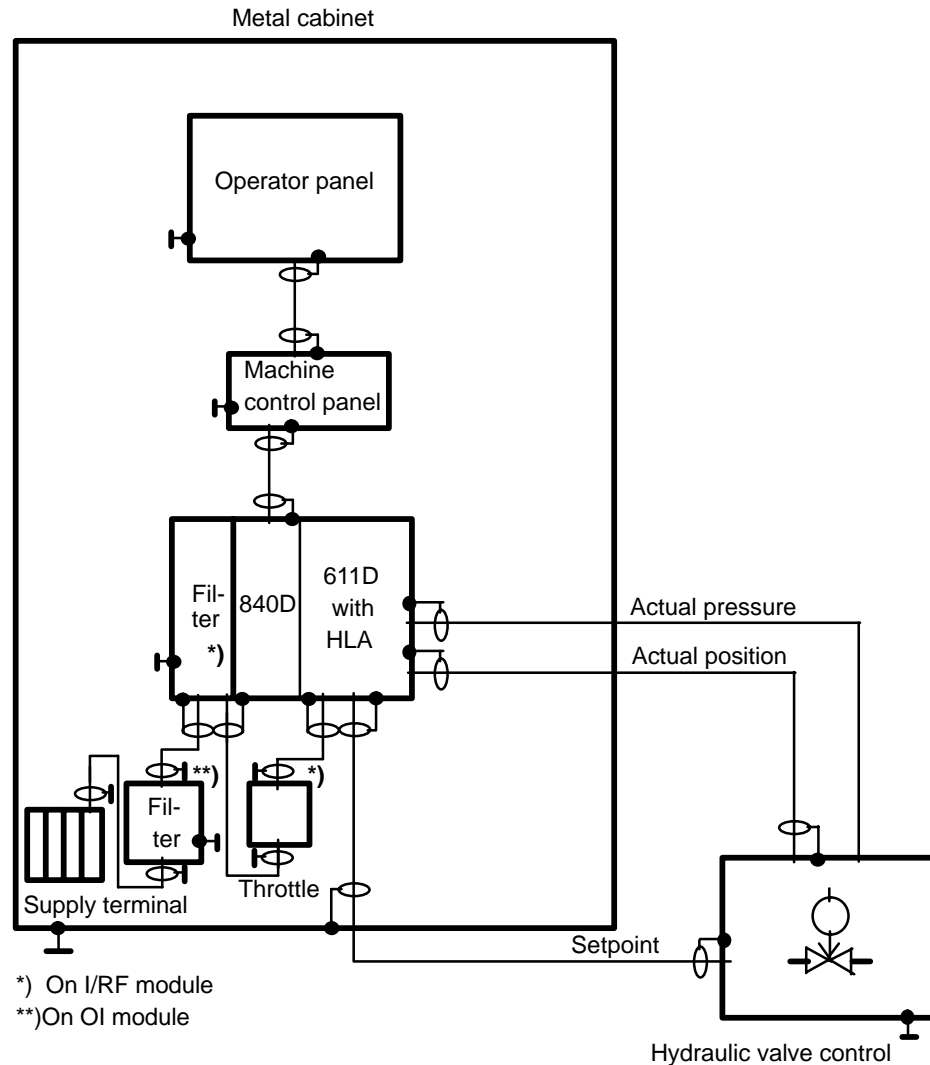 Metal cabinet
Operator panel
Machine
control panel
Fil-
ter
*)
840D
611D
with
HLA
Actual pressure
Actual position
**)
*)
Fil-
ter
Throttle
Supply terminal
Setpoint
*) On I/RF module
**)On OI module
Hydraulic valve control